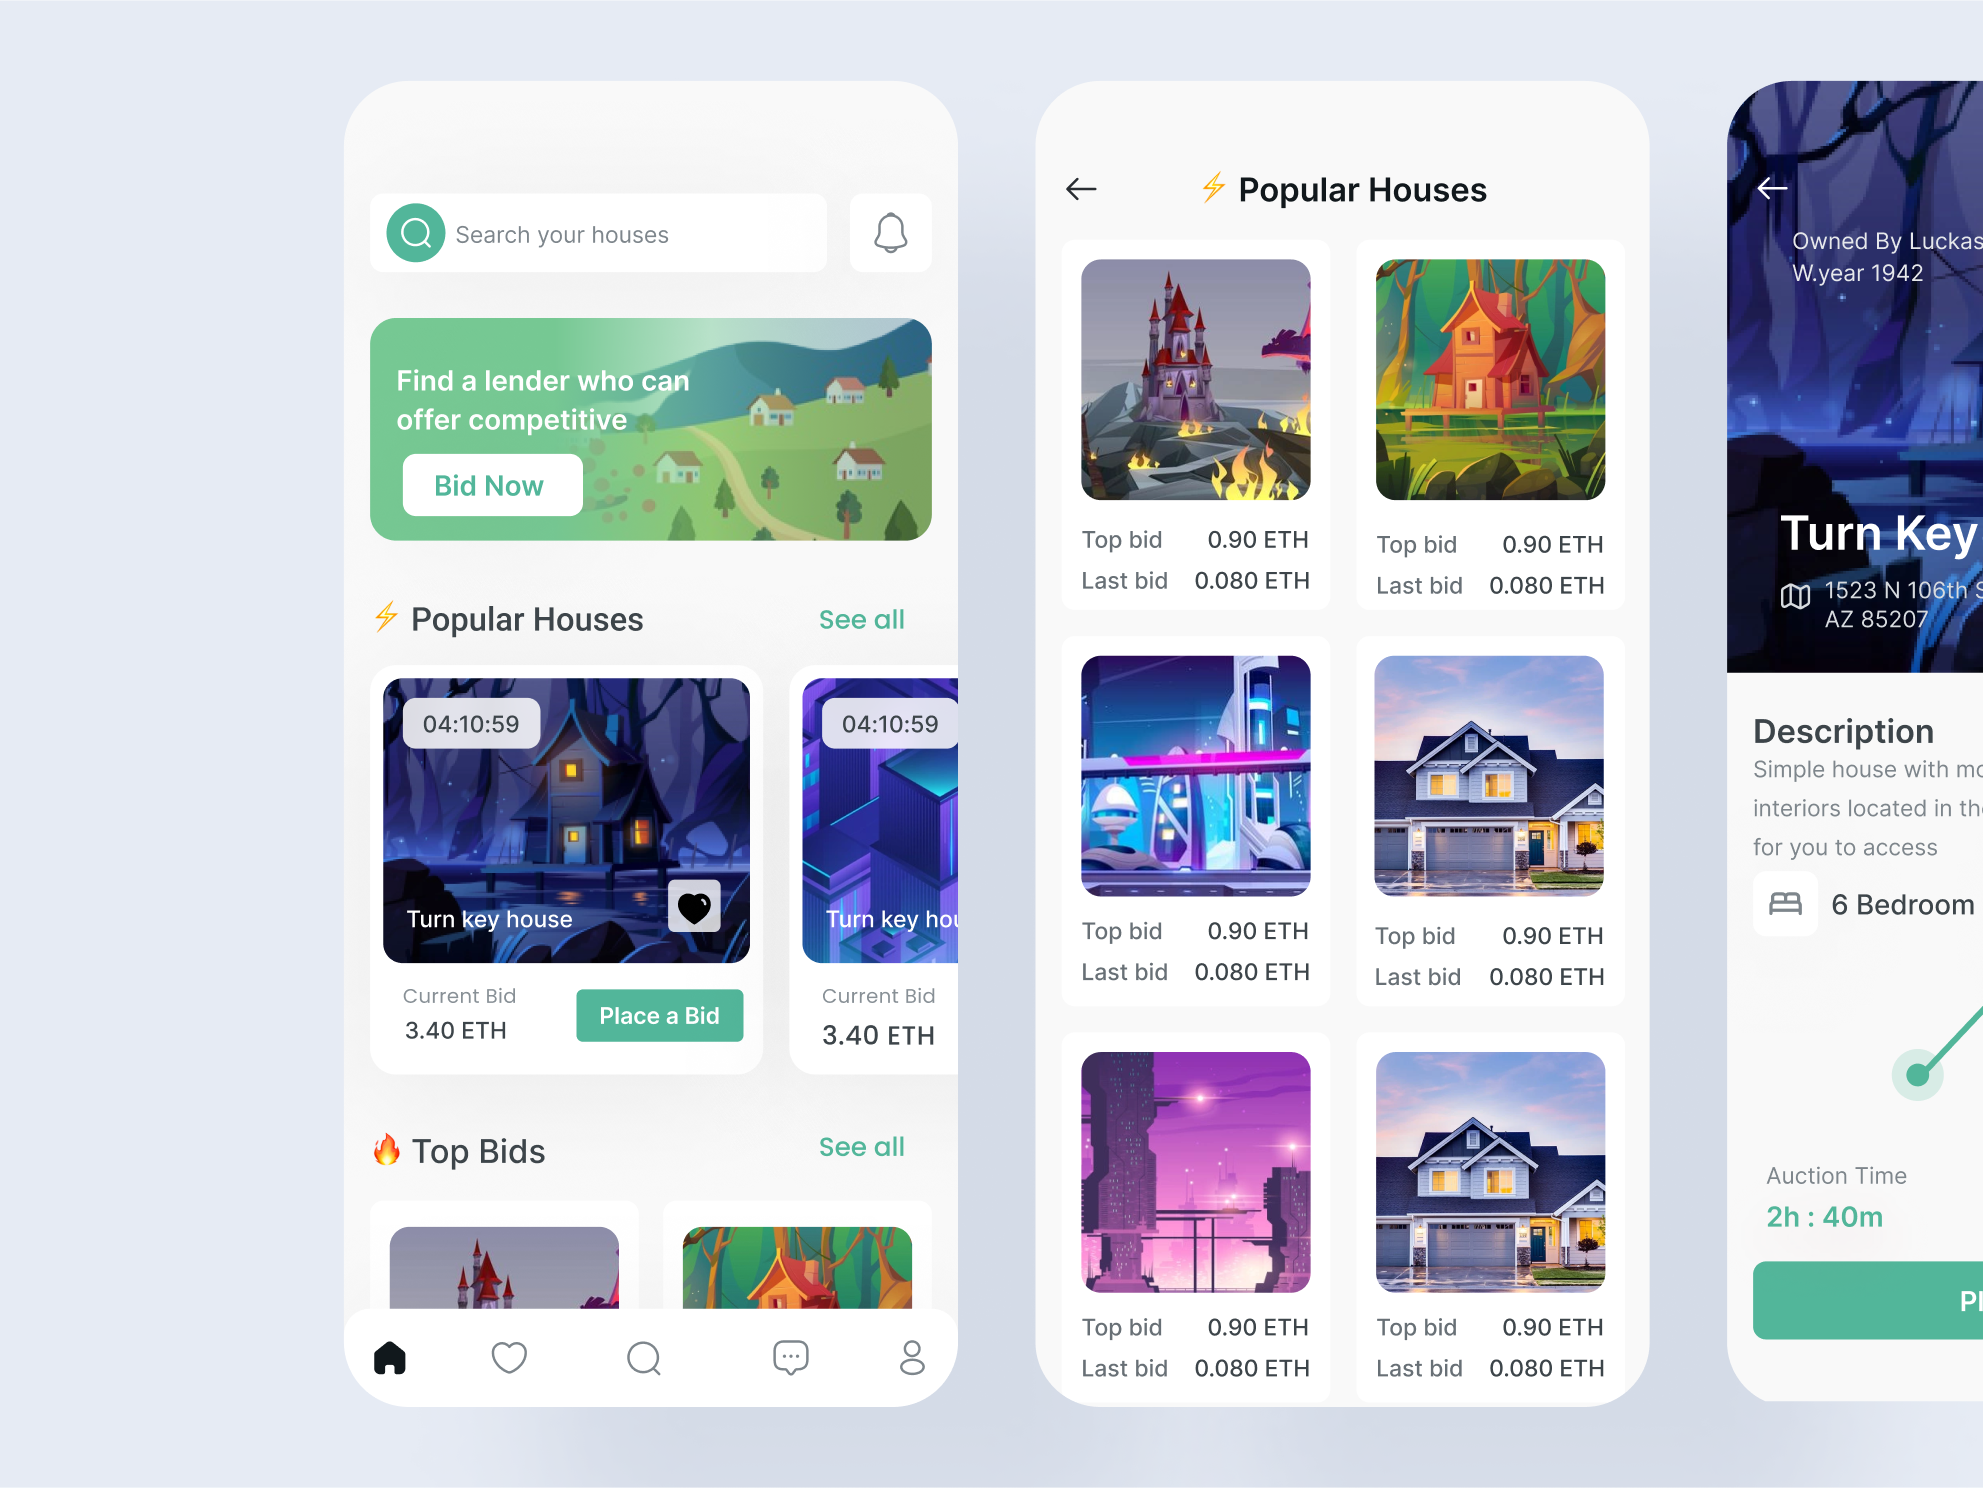 Search your houses
Find a lender who can
offer competitive
Bid Now
Popular Houses
See all
04:10:59
Turn key house
Current Bid
3.40 ETH
Place a Bid
04:10:59
Turn key hou
Current Bid
3.40 ETH
Top Bids
See all
Popular Houses
Top bid 0.90 ETH
Last bid 0.080 ETH
Top bid 0.90 ETH
Last bid 0.080 ETH
Top bid 0.90 ETH
Last bid 0.080 ETH
Top bid 0.90 ETH
Last bid 0.080 ETH
Top bid 0.90 ETH
Last bid 0.080 ETH
Top bid 0.90 ETH
Last bid 0.080 ETH
Owned By Luckas
W.year 1942
Turn Key
1523 N 106th S
AZ 85207
Description
Simple house with mo
interiors located in the
for you to access
6 Bedroom
Auction Time
2h : 40m
Pl